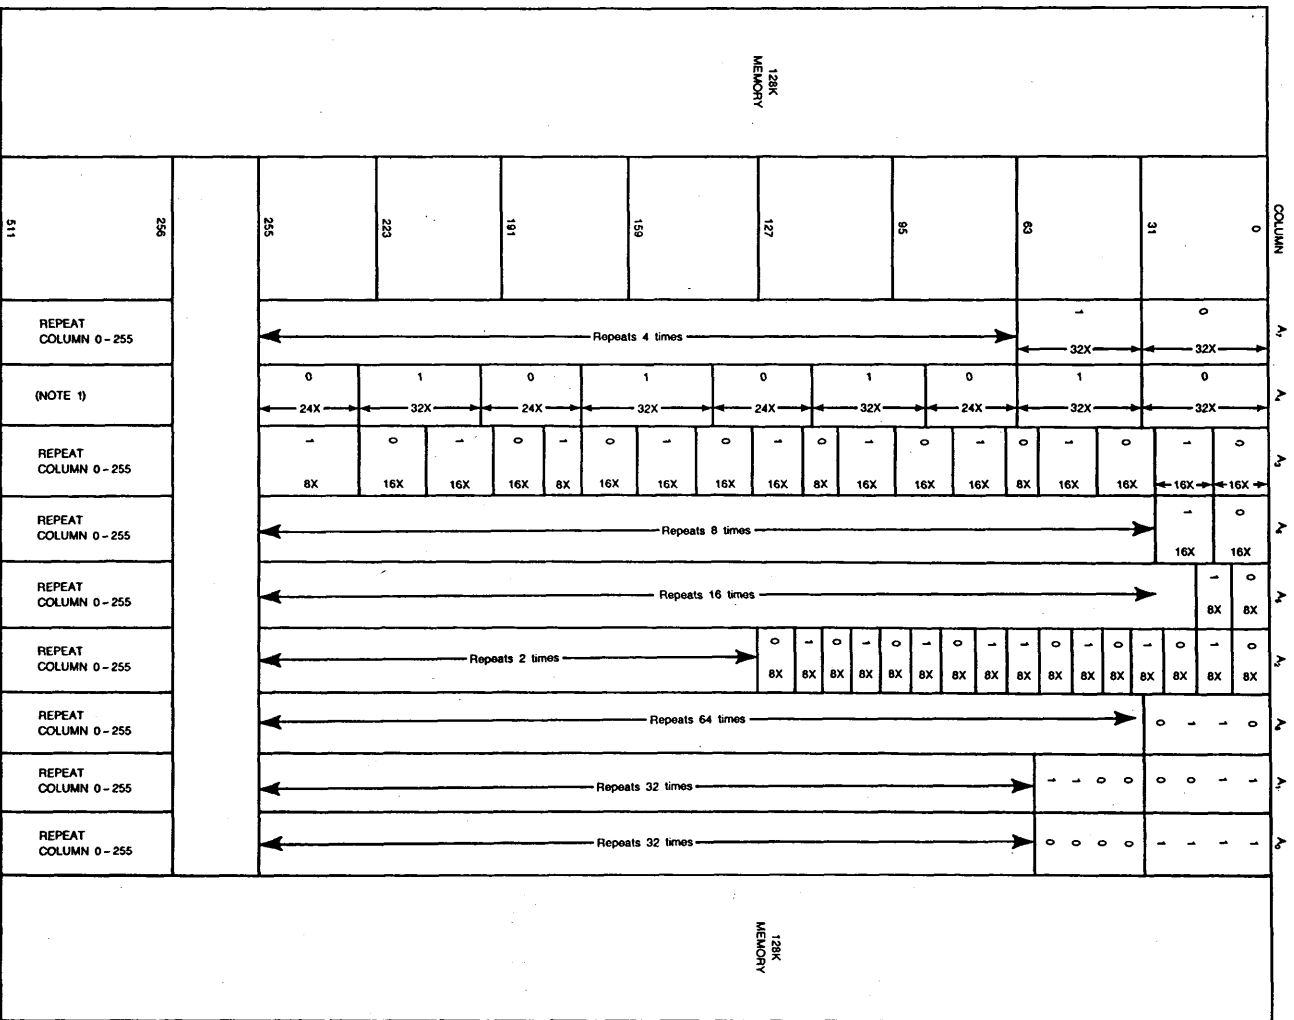 128K
MEMORY
COLUMN
511
256
255
223
191
159
127
95
63
31
0
REPEAT
COLUMN 0-255
Repeats 4 times
1
0
32X
32X
A₇
(NOTE 1)
0 1 0 1 0 1 0 1 0
24X 32X 24X 32X 24X 32X 24X 32X 32X
REPEAT
COLUMN 0-255
1 0 1 0 1 0 1 0 1 0 1 0 1 0 1 0 1 0
8X 16X 16X 16X 8X 16X 16X 16X 16X 8X 16X 16X 16X 8X 16X 16X 16X 16X
REPEAT
COLUMN 0-255
Repeats 8 times
1 0
16X 16X
REPEAT
COLUMN 0-255
Repeats 16 times
1 0
8X 8X
REPEAT
COLUMN 0-255
Repeats 2 times
0 1 0 1 0 1 0 1 1 0 1 0 1 0 1 0
8X 8X 8X 8X 8X 8X 8X 8X 8X 8X 8X 8X 8X 8X 8X 8X
A₂
REPEAT
COLUMN 0-255
Repeats 64 times
0 1 1 0
REPEAT
COLUMN 0-255
Repeats 32 times
1 1 0 0 0 0 1 1
A₁
REPEAT
COLUMN 0-255
Repeats 32 times
0 0 0 0 1 1 1 1
A₀
128K
MEMORY